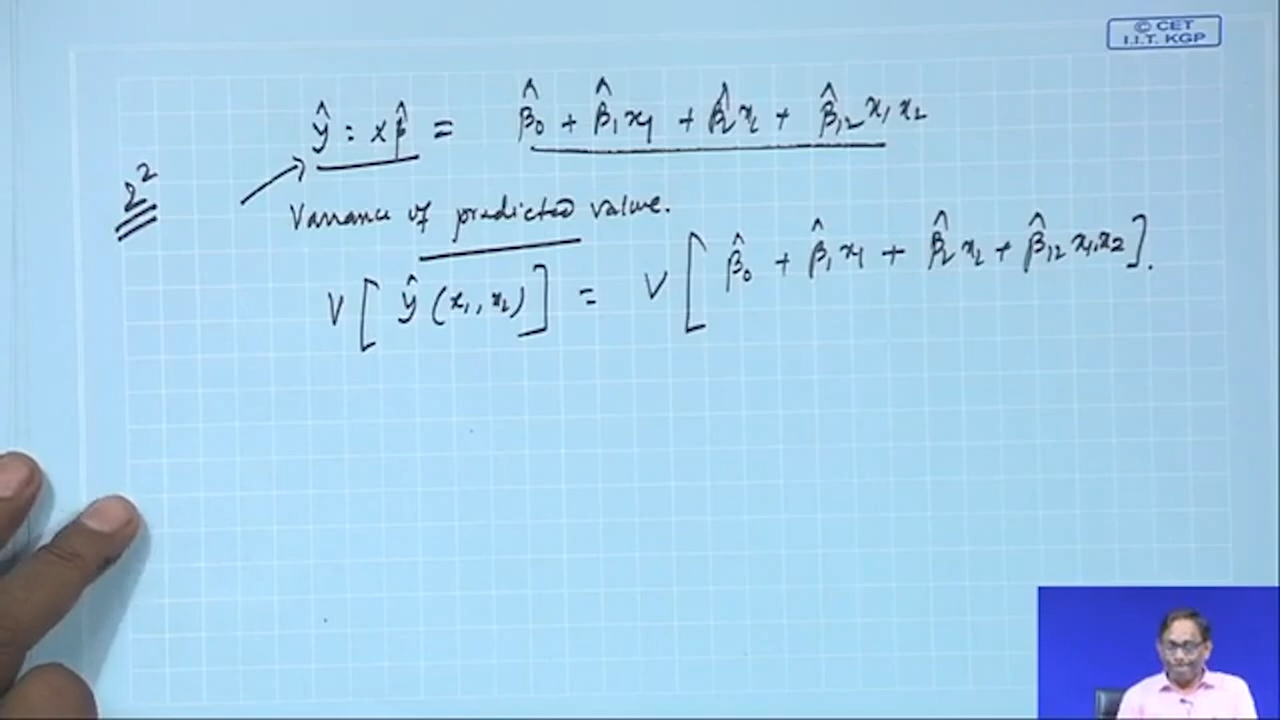 © CET
I.I.T. KGP
ŷ : xβ̂ = β̂₀ + β̂₁x₁ + β̂₂x₂ + β̂₁₂x₁x₂
2²
Variance of predicted value.
V[ŷ(x₁, x₂)] = V[β̂₀ + β̂₁x₁ + β̂₂x₂ + β̂₁₂x₁x₂].